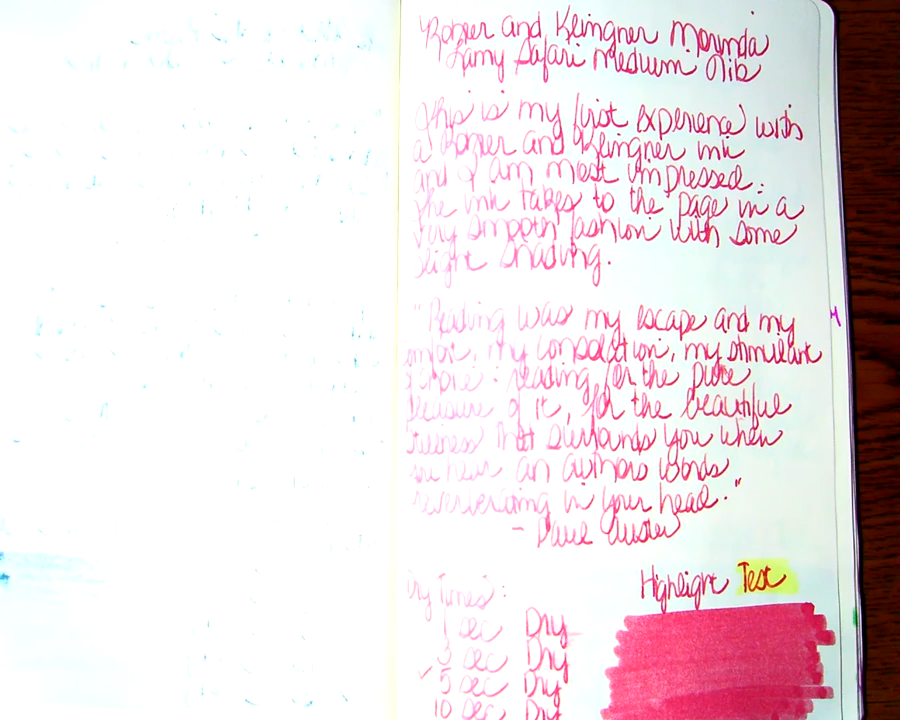 Rohrer and Klingner Morinda
Lamy Safari Medium Nib
This is my first experience with
a Rohrer and Klingner ink
and I am most impressed.
The ink takes to the page in a
very smooth fashion with some
slight shading.
"Reading was my escape and my
comfort, my consolation, my stimulant
of choice: reading for the pure
pleasure of it, for the beautiful
stillness that surrounds you when
you hear an authors words
reverberating in your head."
- Paul Auster
Dry Times:
Highlight Test
1 sec Dry
3 sec Dry
5 sec Dry
10 sec Dry